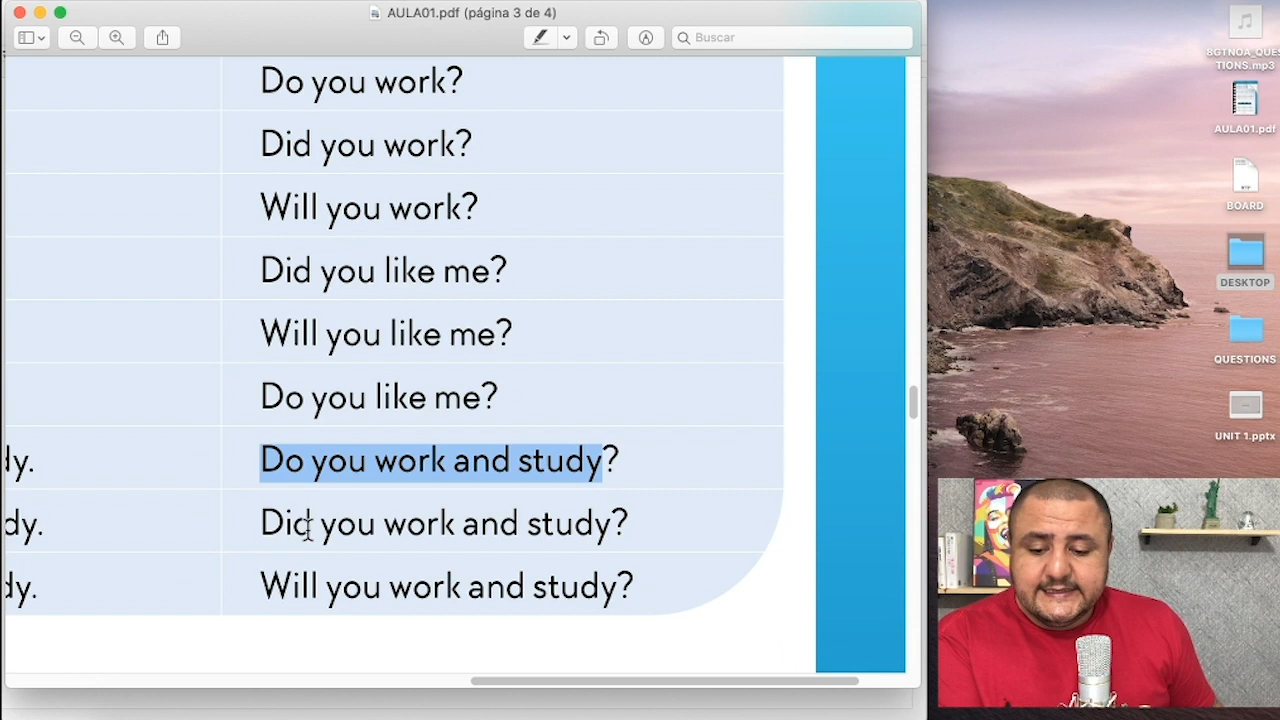 AULA01.pdf (página 3 de 4)
Buscar
Do you work?
Did you work?
Will you work?
Did you like me?
Will you like me?
Do you like me?
dy.
Do you work and study?
dy.
Did you work and study?
dy.
Will you work and study?
8GTNOA_QUES
TIONS.mp3
AULA01.pdf
BOARD
DESKTOP
QUESTIONS
UNIT 1.pptx